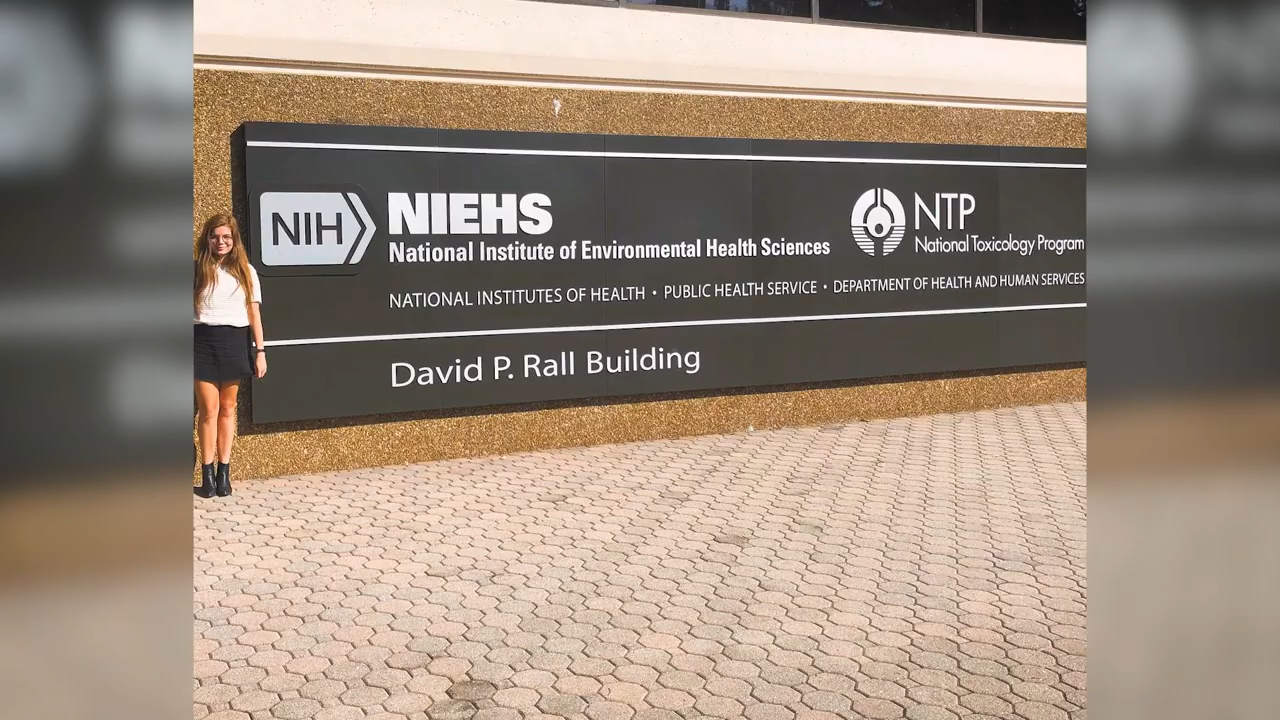 NIH
NIEHS
National Institute of Environmental Health Sciences
NTP
National Toxicology Program
NATIONAL INSTITUTES OF HEALTH • PUBLIC HEALTH SERVICE • DEPARTMENT OF HEALTH AND HUMAN SERVICES
David P. Rall Building